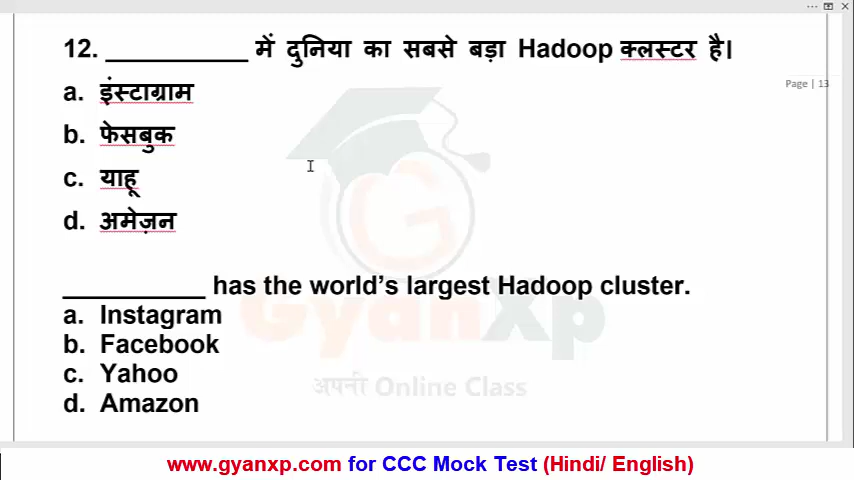 12. __________ में दुनिया का सबसे बड़ा Hadoop क्लस्टर है।
Page | 13
a. इंस्टाग्राम
b. फेसबुक
c. याहू
d. अमेज़न
__________ has the world's largest Hadoop cluster.
a. Instagram
b. Facebook
c. Yahoo
d. Amazon
GyanXp
अपनी Online Class
www.gyanxp.com for CCC Mock Test (Hindi/ English)